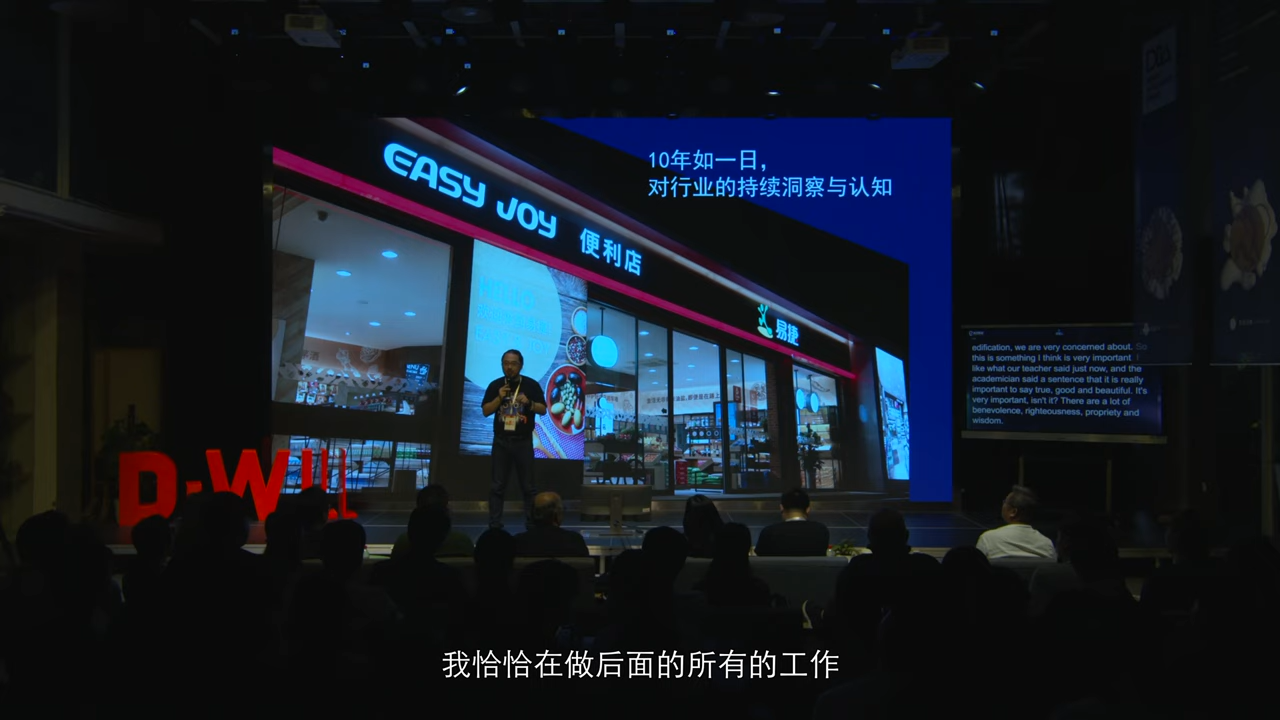 10年如一日，
对行业的持续洞察与认知
EASY JOY 便利店
易捷
edification, we are very concerned about. So
this is something I think is very important I
like what our teacher said just now, and the
academician said a sentence that it is really
important to say true, good and beautiful. It's
very important, isn't it? There are a lot of
benevolence, righteousness, propriety and
wisdom.
D·WILL
我恰恰在做后面的所有的工作